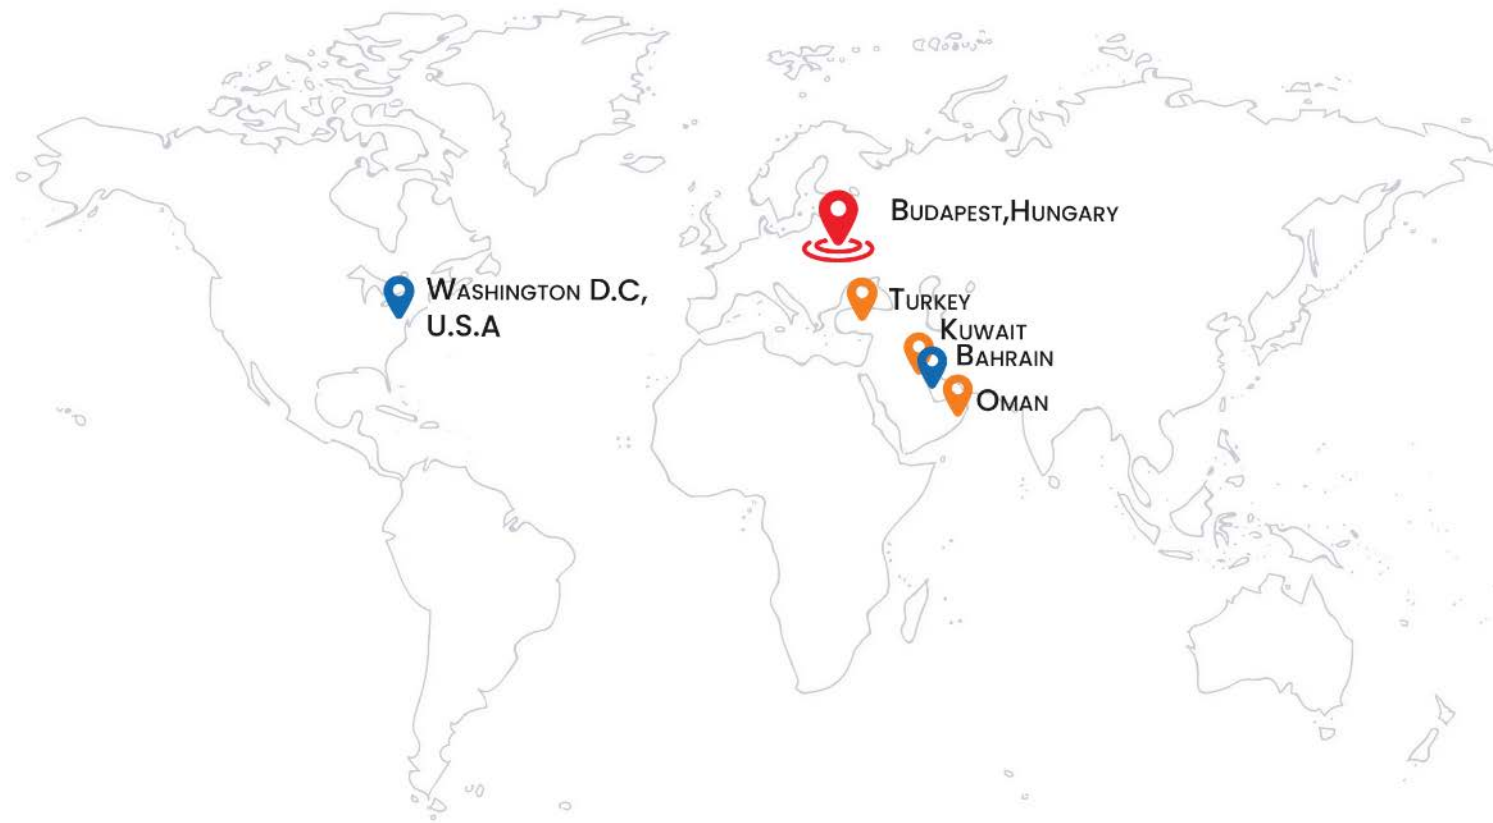 Budapest,Hungary
Washington D.C,
U.S.A
Turkey
Kuwait
Bahrain
Oman